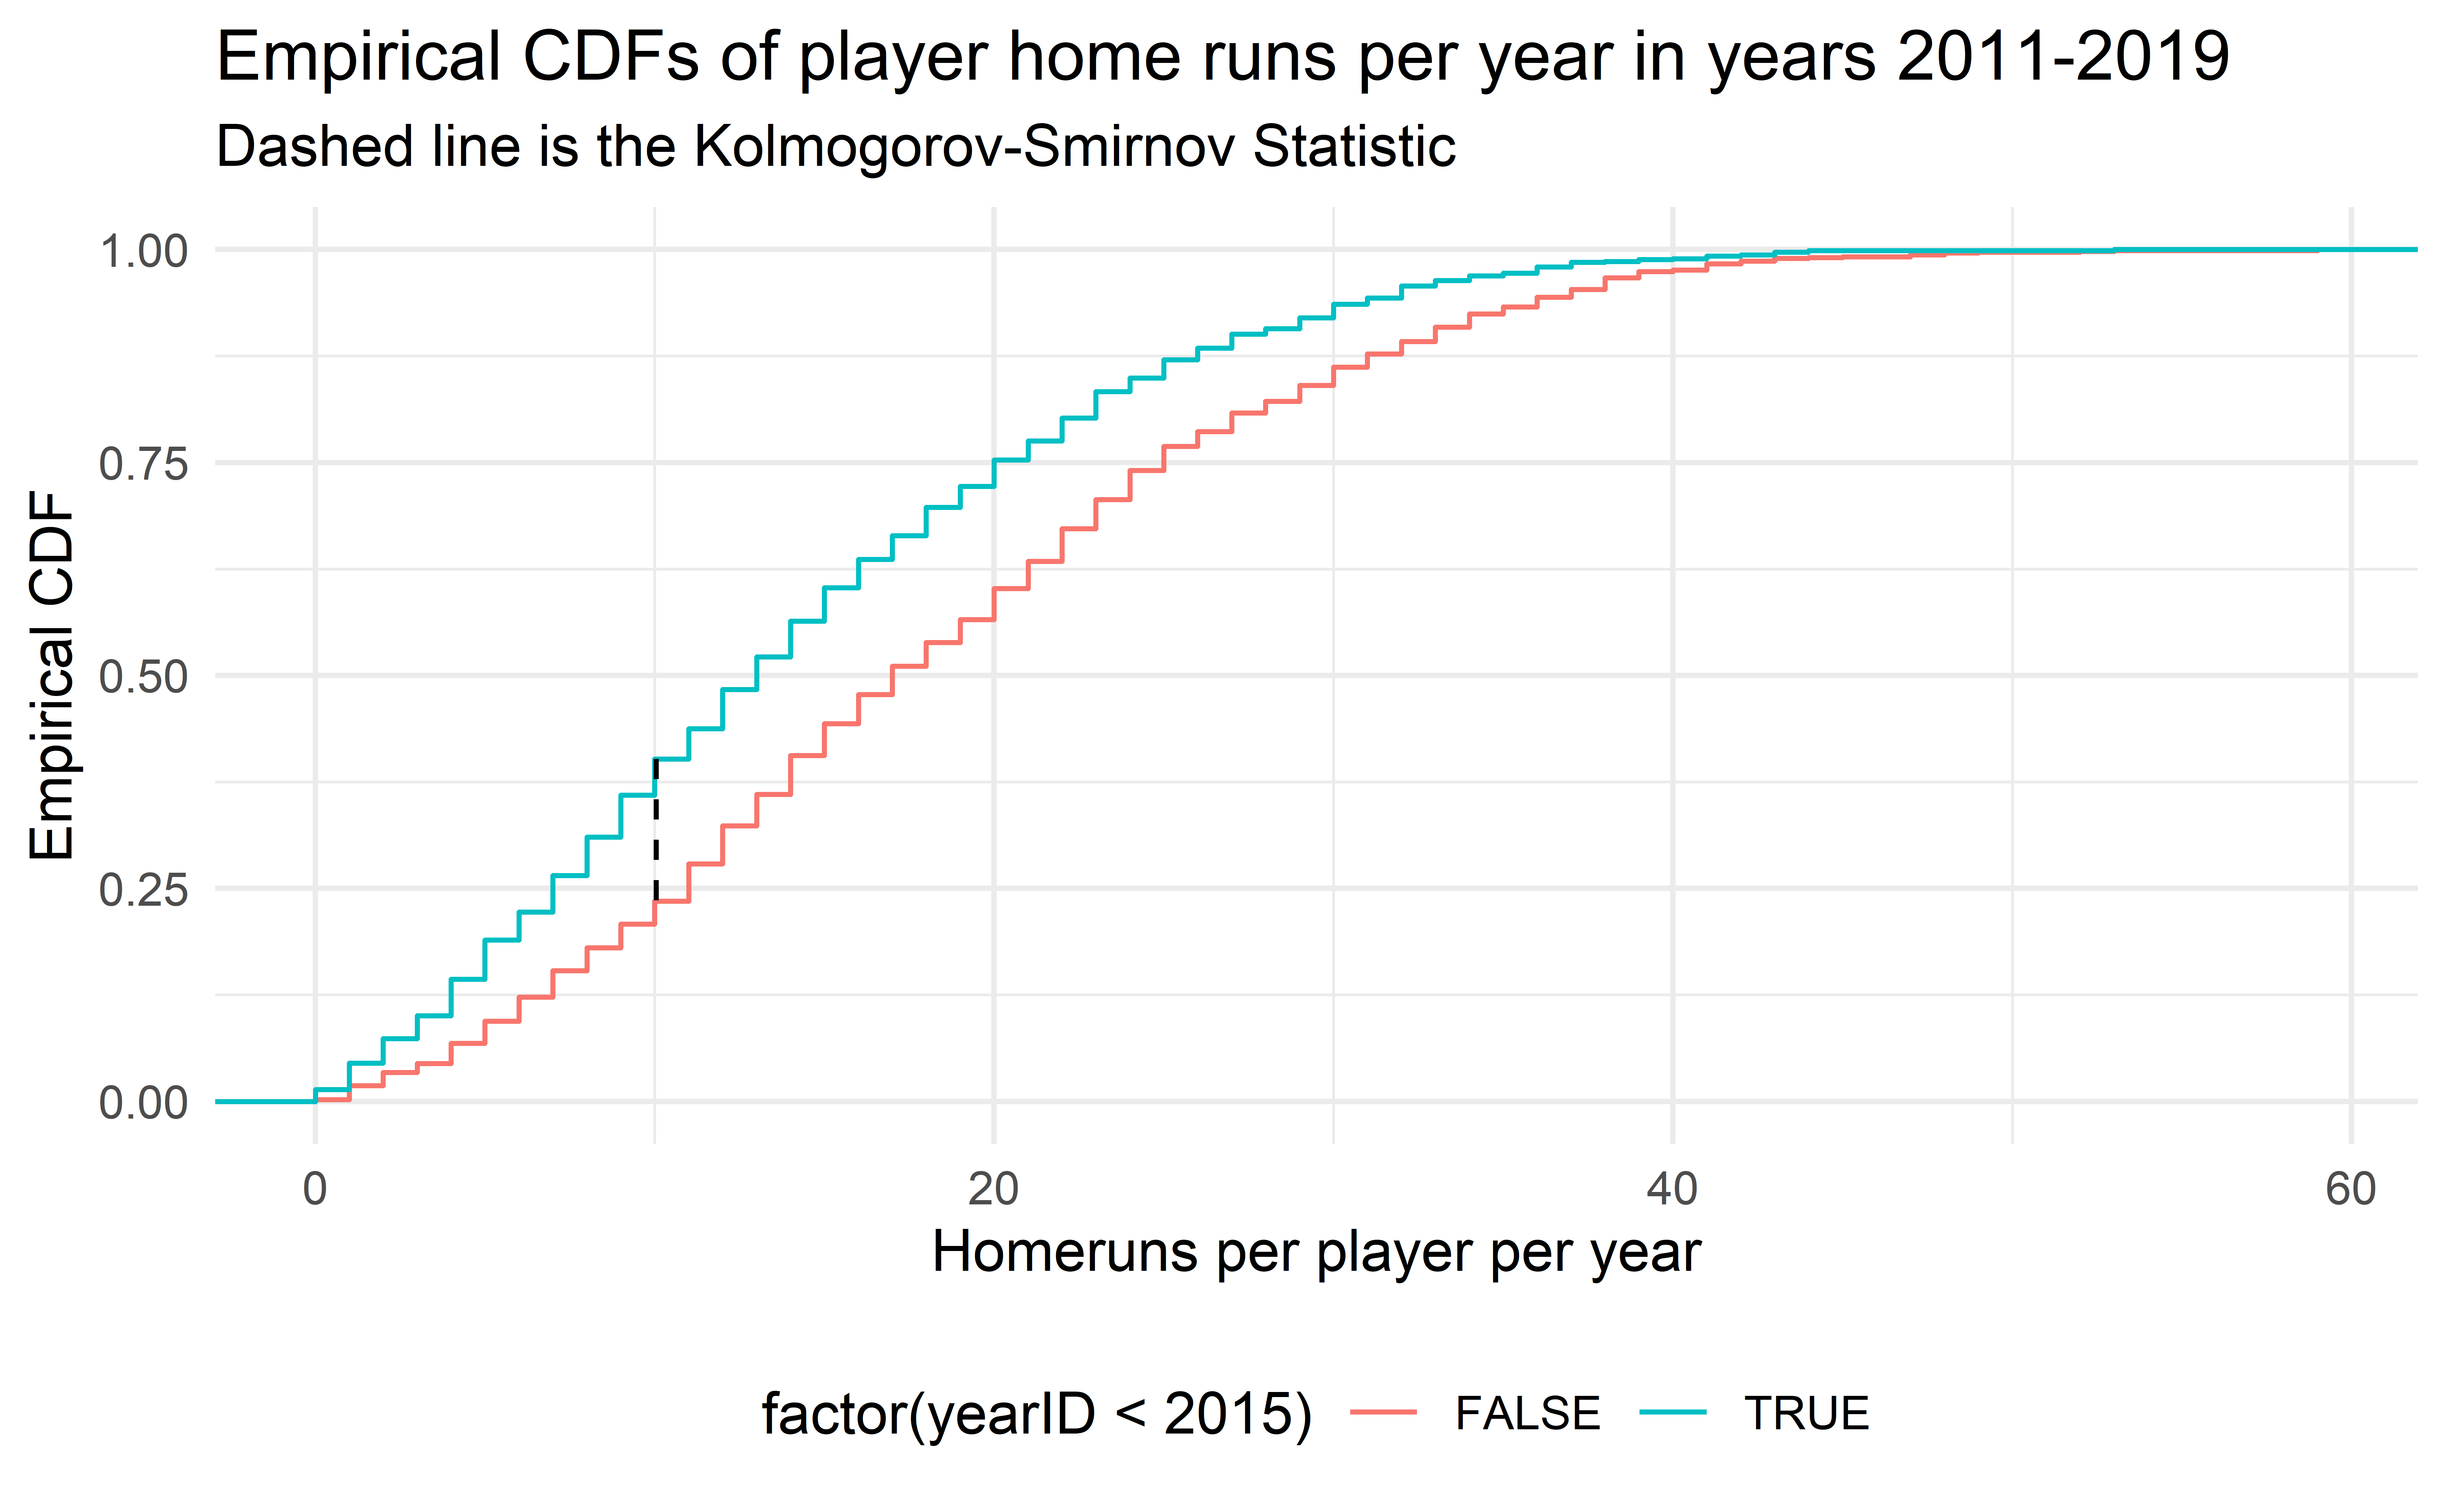 Empirical CDFs of player home runs per year in years 2011-2019
Dashed line is the Kolmogorov-Smirnov Statistic
1.00
0.75
0.50
0.25
0.00
Empirical CDF
0 20 40 60
Homeruns per player per year
factor(yearID < 2015) FALSE TRUE